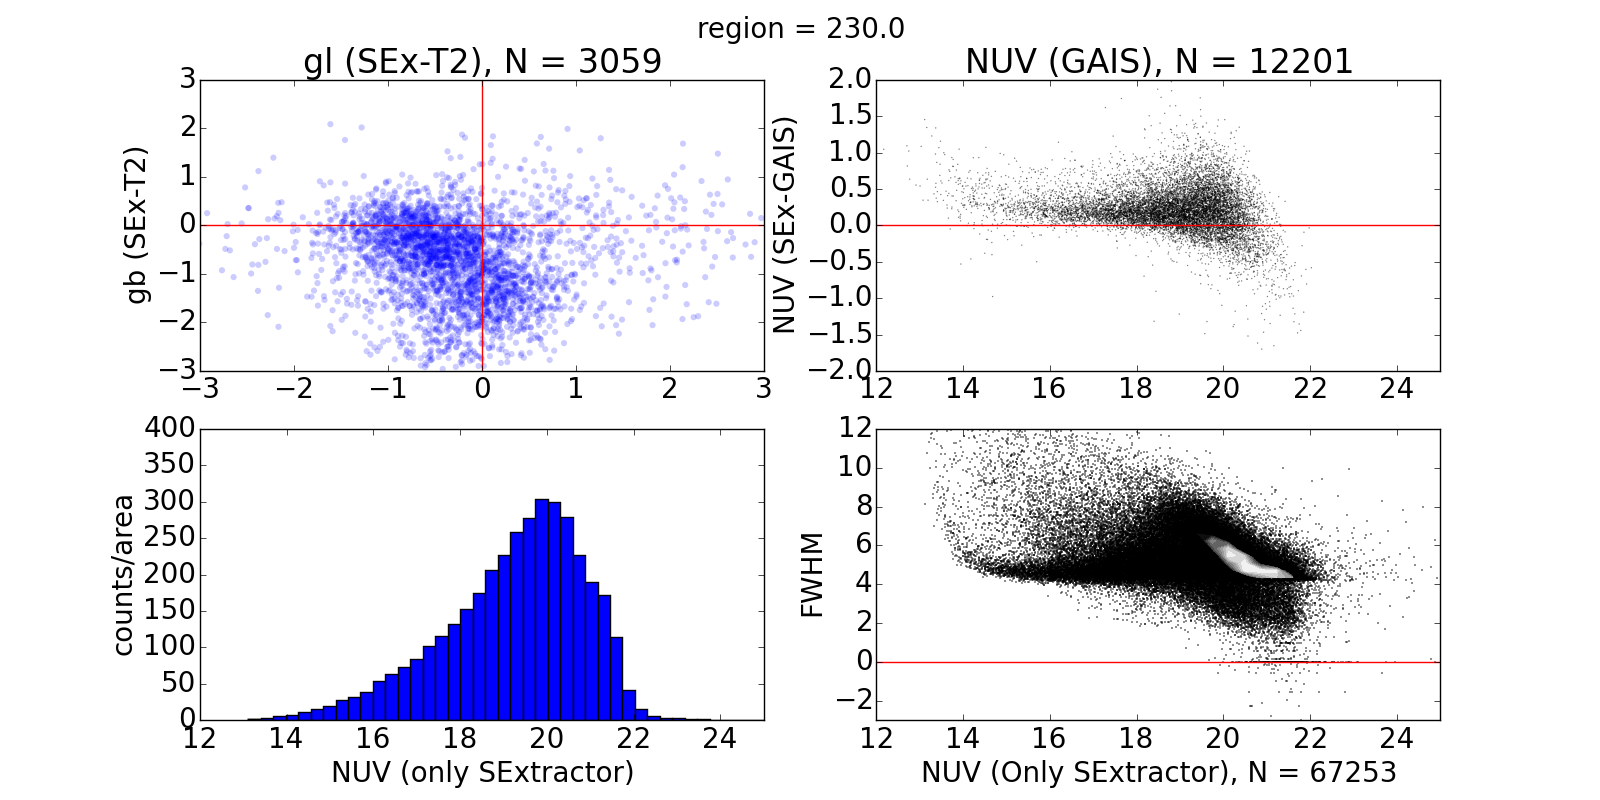 region = 230.0
gl (SEx-T2), N = 3059
NUV (GAIS), N = 12201
3
2
1
0
−1
−2
−3
gb (SEx-T2)
−3 −2 −1 0 1 2 3
2.0
1.5
1.0
0.5
0.0
−0.5
−1.0
−1.5
−2.0
NUV (SEx-GAIS)
12 14 16 18 20 22 24
400
350
300
250
200
150
100
50
0
counts/area
12 14 16 18 20 22 24
NUV (only SExtractor)
12
10
8
6
4
2
0
−2
FWHM
12 14 16 18 20 22 24
NUV (Only SExtractor), N = 67253